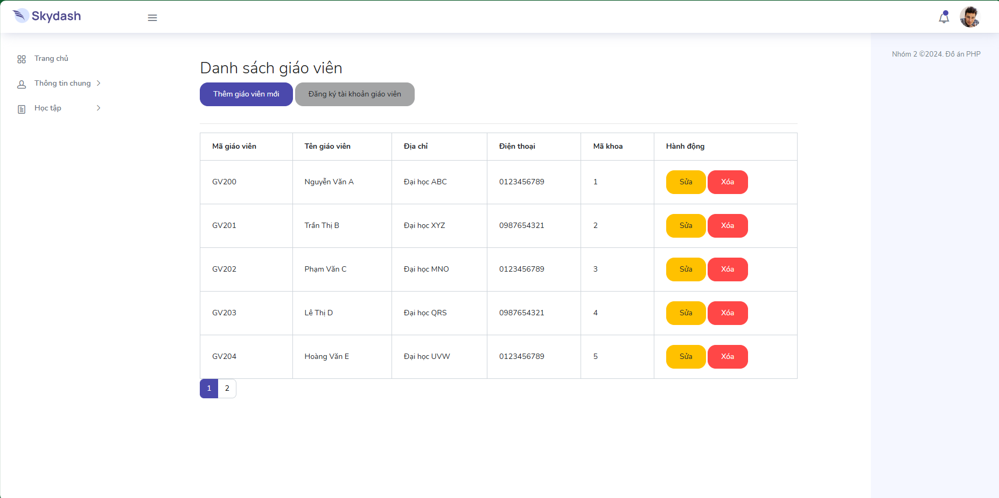 Skydash
Trang chủ
Thông tin chung
Học tập
Nhóm 2 ©2024. Đồ án PHP
Danh sách giáo viên
Thêm giáo viên mới Đăng ký tài khoản giáo viên
Mã giáo viên Tên giáo viên Địa chỉ Điện thoại Mã khoa Hành động
GV200 Nguyễn Văn A Đại học ABC 0123456789 1 Sửa Xóa
GV201 Trần Thị B Đại học XYZ 0987654321 2 Sửa Xóa
GV202 Phạm Văn C Đại học MNO 0123456789 3 Sửa Xóa
GV203 Lê Thị D Đại học QRS 0987654321 4 Sửa Xóa
GV204 Hoàng Văn E Đại học UVW 0123456789 5 Sửa Xóa
1 2